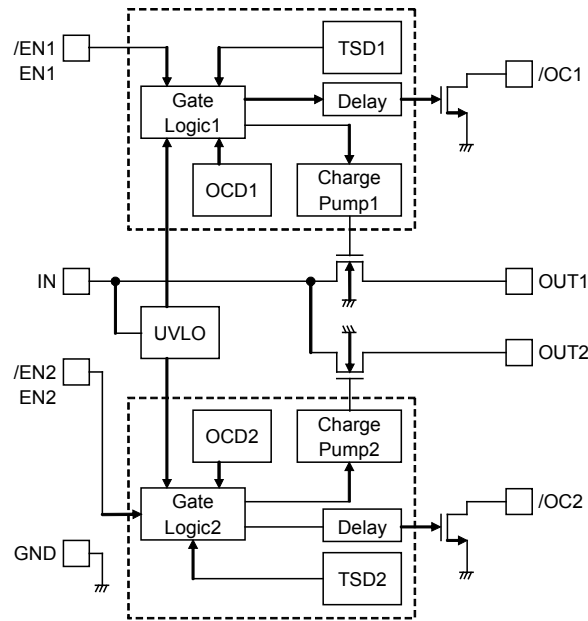 /EN1
EN1
TSD1
/OC1
Gate
Logic1
Delay
OCD1
Charge
Pump1
IN
OUT1
UVLO
OUT2
/EN2
EN2
OCD2
Charge
Pump2
Gate
Logic2
/OC2
Delay
GND
TSD2